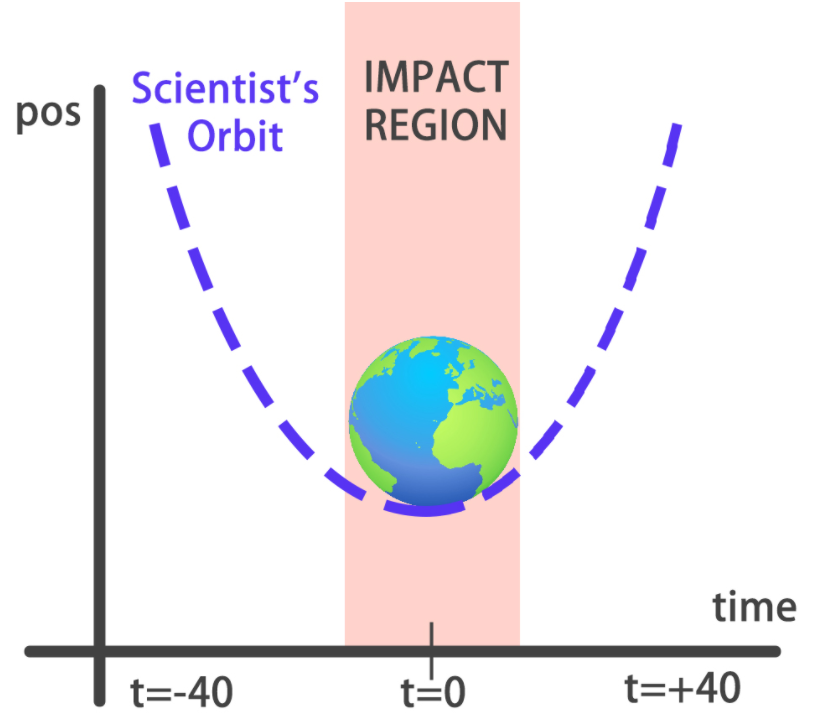 Scientist's
Orbit
IMPACT
REGION
pos
time
t=-40
t=0
t=+40